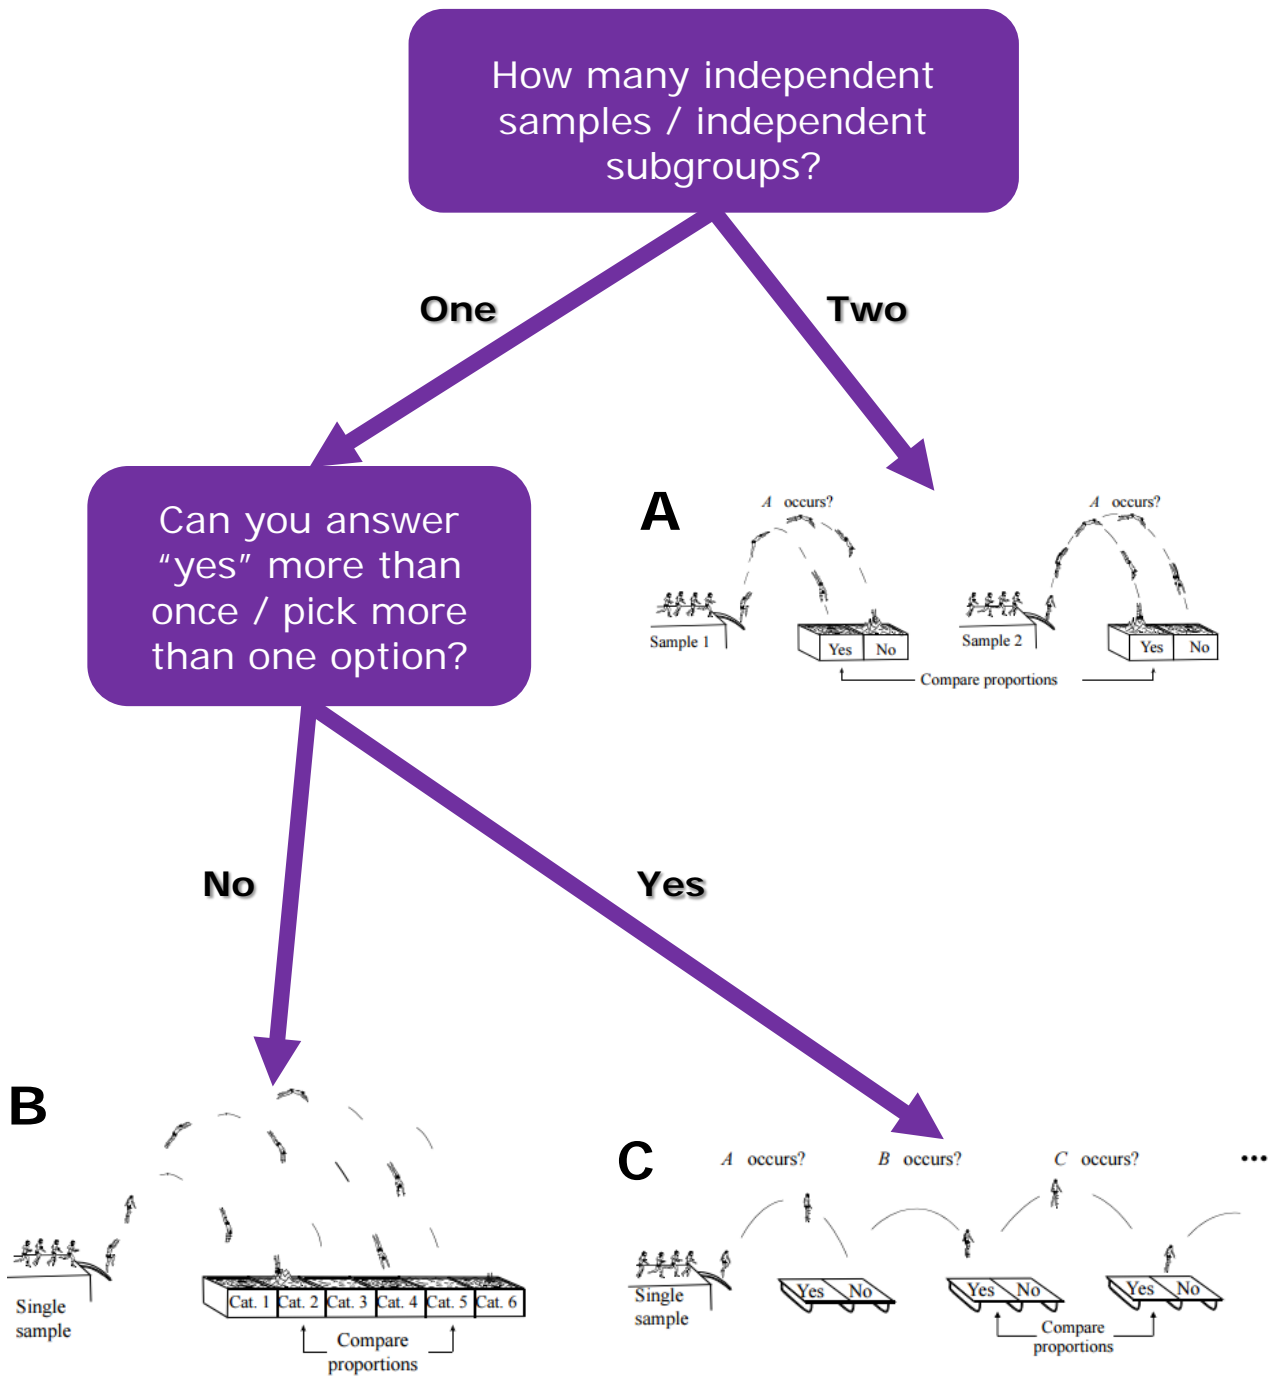 How many independent
samples / independent
subgroups?
One
Two
Can you answer
“yes” more than
once / pick more
than one option?
A
A occurs?
A occurs?
Sample 1
Yes No
Sample 2
Yes No
Compare proportions
No
Yes
B
Single
sample
Cat. 1 Cat. 2 Cat. 3 Cat. 4 Cat. 5 Cat. 6
Compare
proportions
C
A occurs?
B occurs?
C occurs?
•••
Single
sample
Yes No
Yes No
Yes No
Compare
proportions